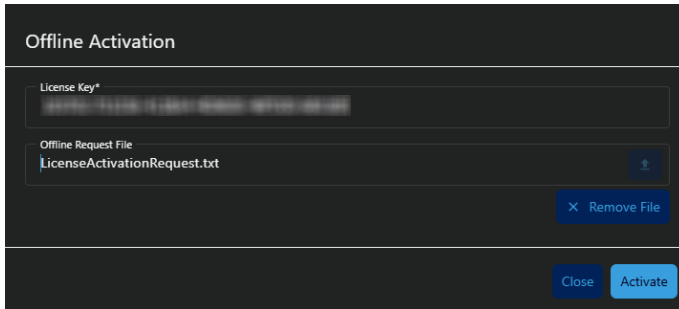 Offline Activation
License Key*
Offline Request File
LicenseActivationRequest.txt
Remove File
Close Activate